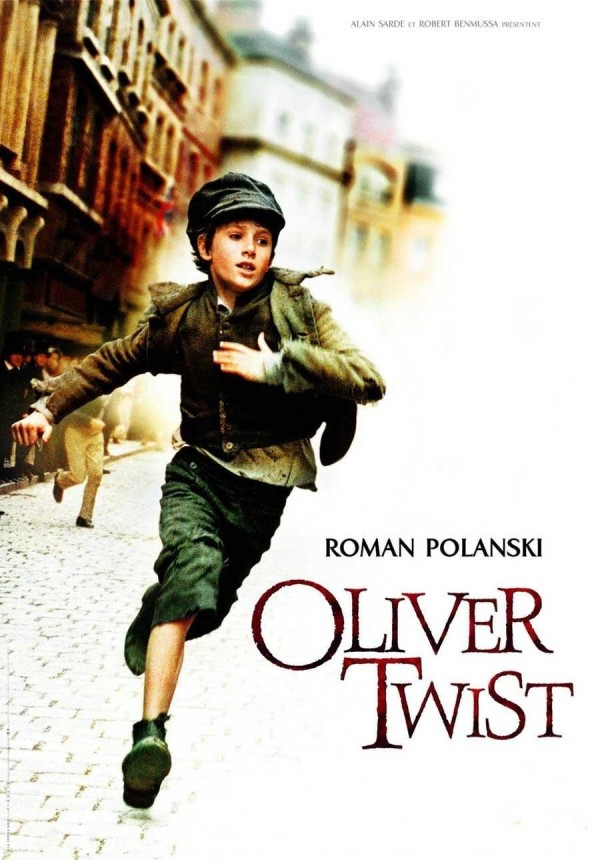 ALAIN SARDE ET ROBERT BENMUSSA PRÉSENTENT
ROMAN POLANSKI
OLIVER
TWIST